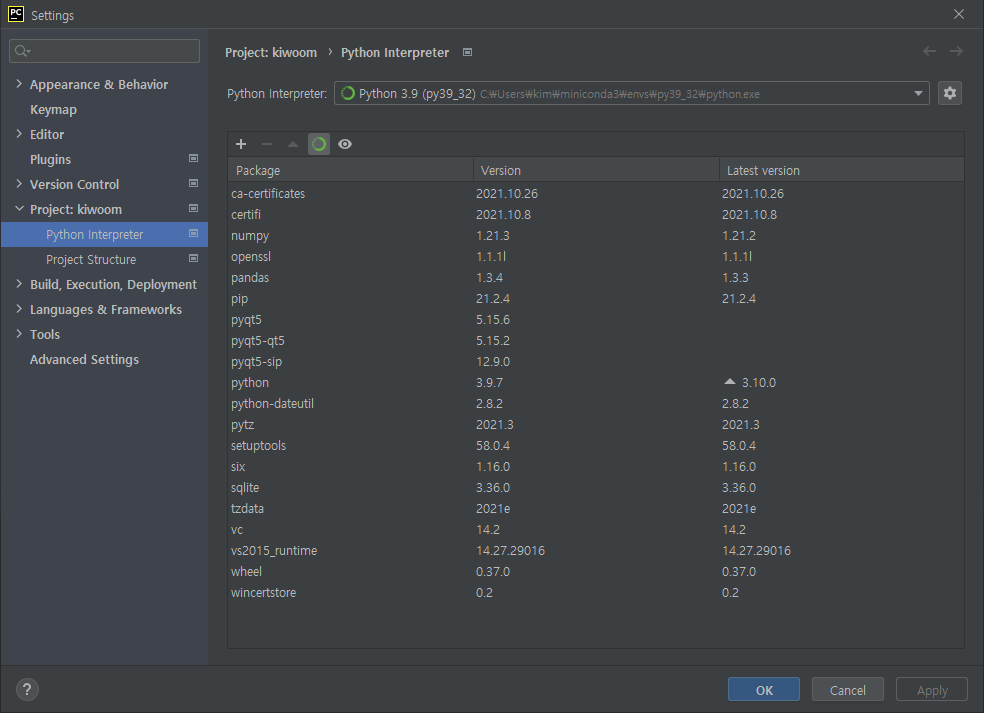 PC Settings
Project: kiwoom › Python Interpreter
Python Interpreter: Python 3.9 (py39_32) C:₩Users₩kim₩miniconda3₩envs₩py39_32₩python.exe
Appearance & Behavior
Keymap
Editor
Plugins
Version Control
Project: kiwoom
Python Interpreter
Project Structure
Build, Execution, Deployment
Languages & Frameworks
Tools
Advanced Settings
Package Version Latest version
ca-certificates 2021.10.26 2021.10.26
certifi 2021.10.8 2021.10.8
numpy 1.21.3 1.21.2
openssl 1.1.1l 1.1.1l
pandas 1.3.4 1.3.3
pip 21.2.4 21.2.4
pyqt5 5.15.6
pyqt5-qt5 5.15.2
pyqt5-sip 12.9.0
python 3.9.7 3.10.0
python-dateutil 2.8.2 2.8.2
pytz 2021.3 2021.3
setuptools 58.0.4 58.0.4
six 1.16.0 1.16.0
sqlite 3.36.0 3.36.0
tzdata 2021e 2021e
vc 14.2 14.2
vs2015_runtime 14.27.29016 14.27.29016
wheel 0.37.0 0.37.0
wincertstore 0.2 0.2
? OK Cancel Apply